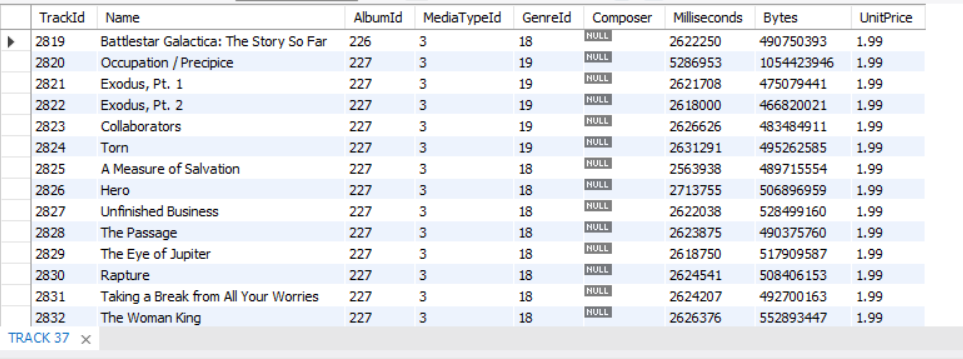 TrackId Name AlbumId MediaTypeId GenreId Composer Milliseconds Bytes UnitPrice
2819 Battlestar Galactica: The Story So Far 226 3 18 NULL 2622250 490750393 1.99
2820 Occupation / Precipice 227 3 19 NULL 5286953 1054423946 1.99
2821 Exodus, Pt. 1 227 3 19 NULL 2621708 475079441 1.99
2822 Exodus, Pt. 2 227 3 19 NULL 2618000 466820021 1.99
2823 Collaborators 227 3 19 NULL 2626626 483484911 1.99
2824 Torn 227 3 19 NULL 2631291 495262585 1.99
2825 A Measure of Salvation 227 3 18 NULL 2563938 489715554 1.99
2826 Hero 227 3 18 NULL 2713755 506896959 1.99
2827 Unfinished Business 227 3 18 NULL 2622038 528499160 1.99
2828 The Passage 227 3 18 NULL 2623875 490375760 1.99
2829 The Eye of Jupiter 227 3 18 NULL 2618750 517909587 1.99
2830 Rapture 227 3 18 NULL 2624541 508406153 1.99
2831 Taking a Break from All Your Worries 227 3 18 NULL 2624207 492700163 1.99
2832 The Woman King 227 3 18 NULL 2626376 552893447 1.99
TRACK 37